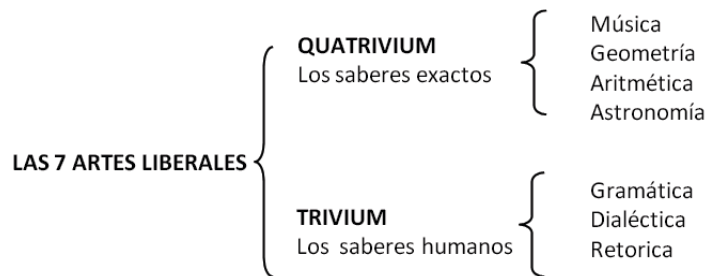 LAS 7 ARTES LIBERALES
QUATRIVIUM
Los saberes exactos
Música
Geometría
Aritmética
Astronomía
TRIVIUM
Los saberes humanos
Gramática
Dialéctica
Retorica